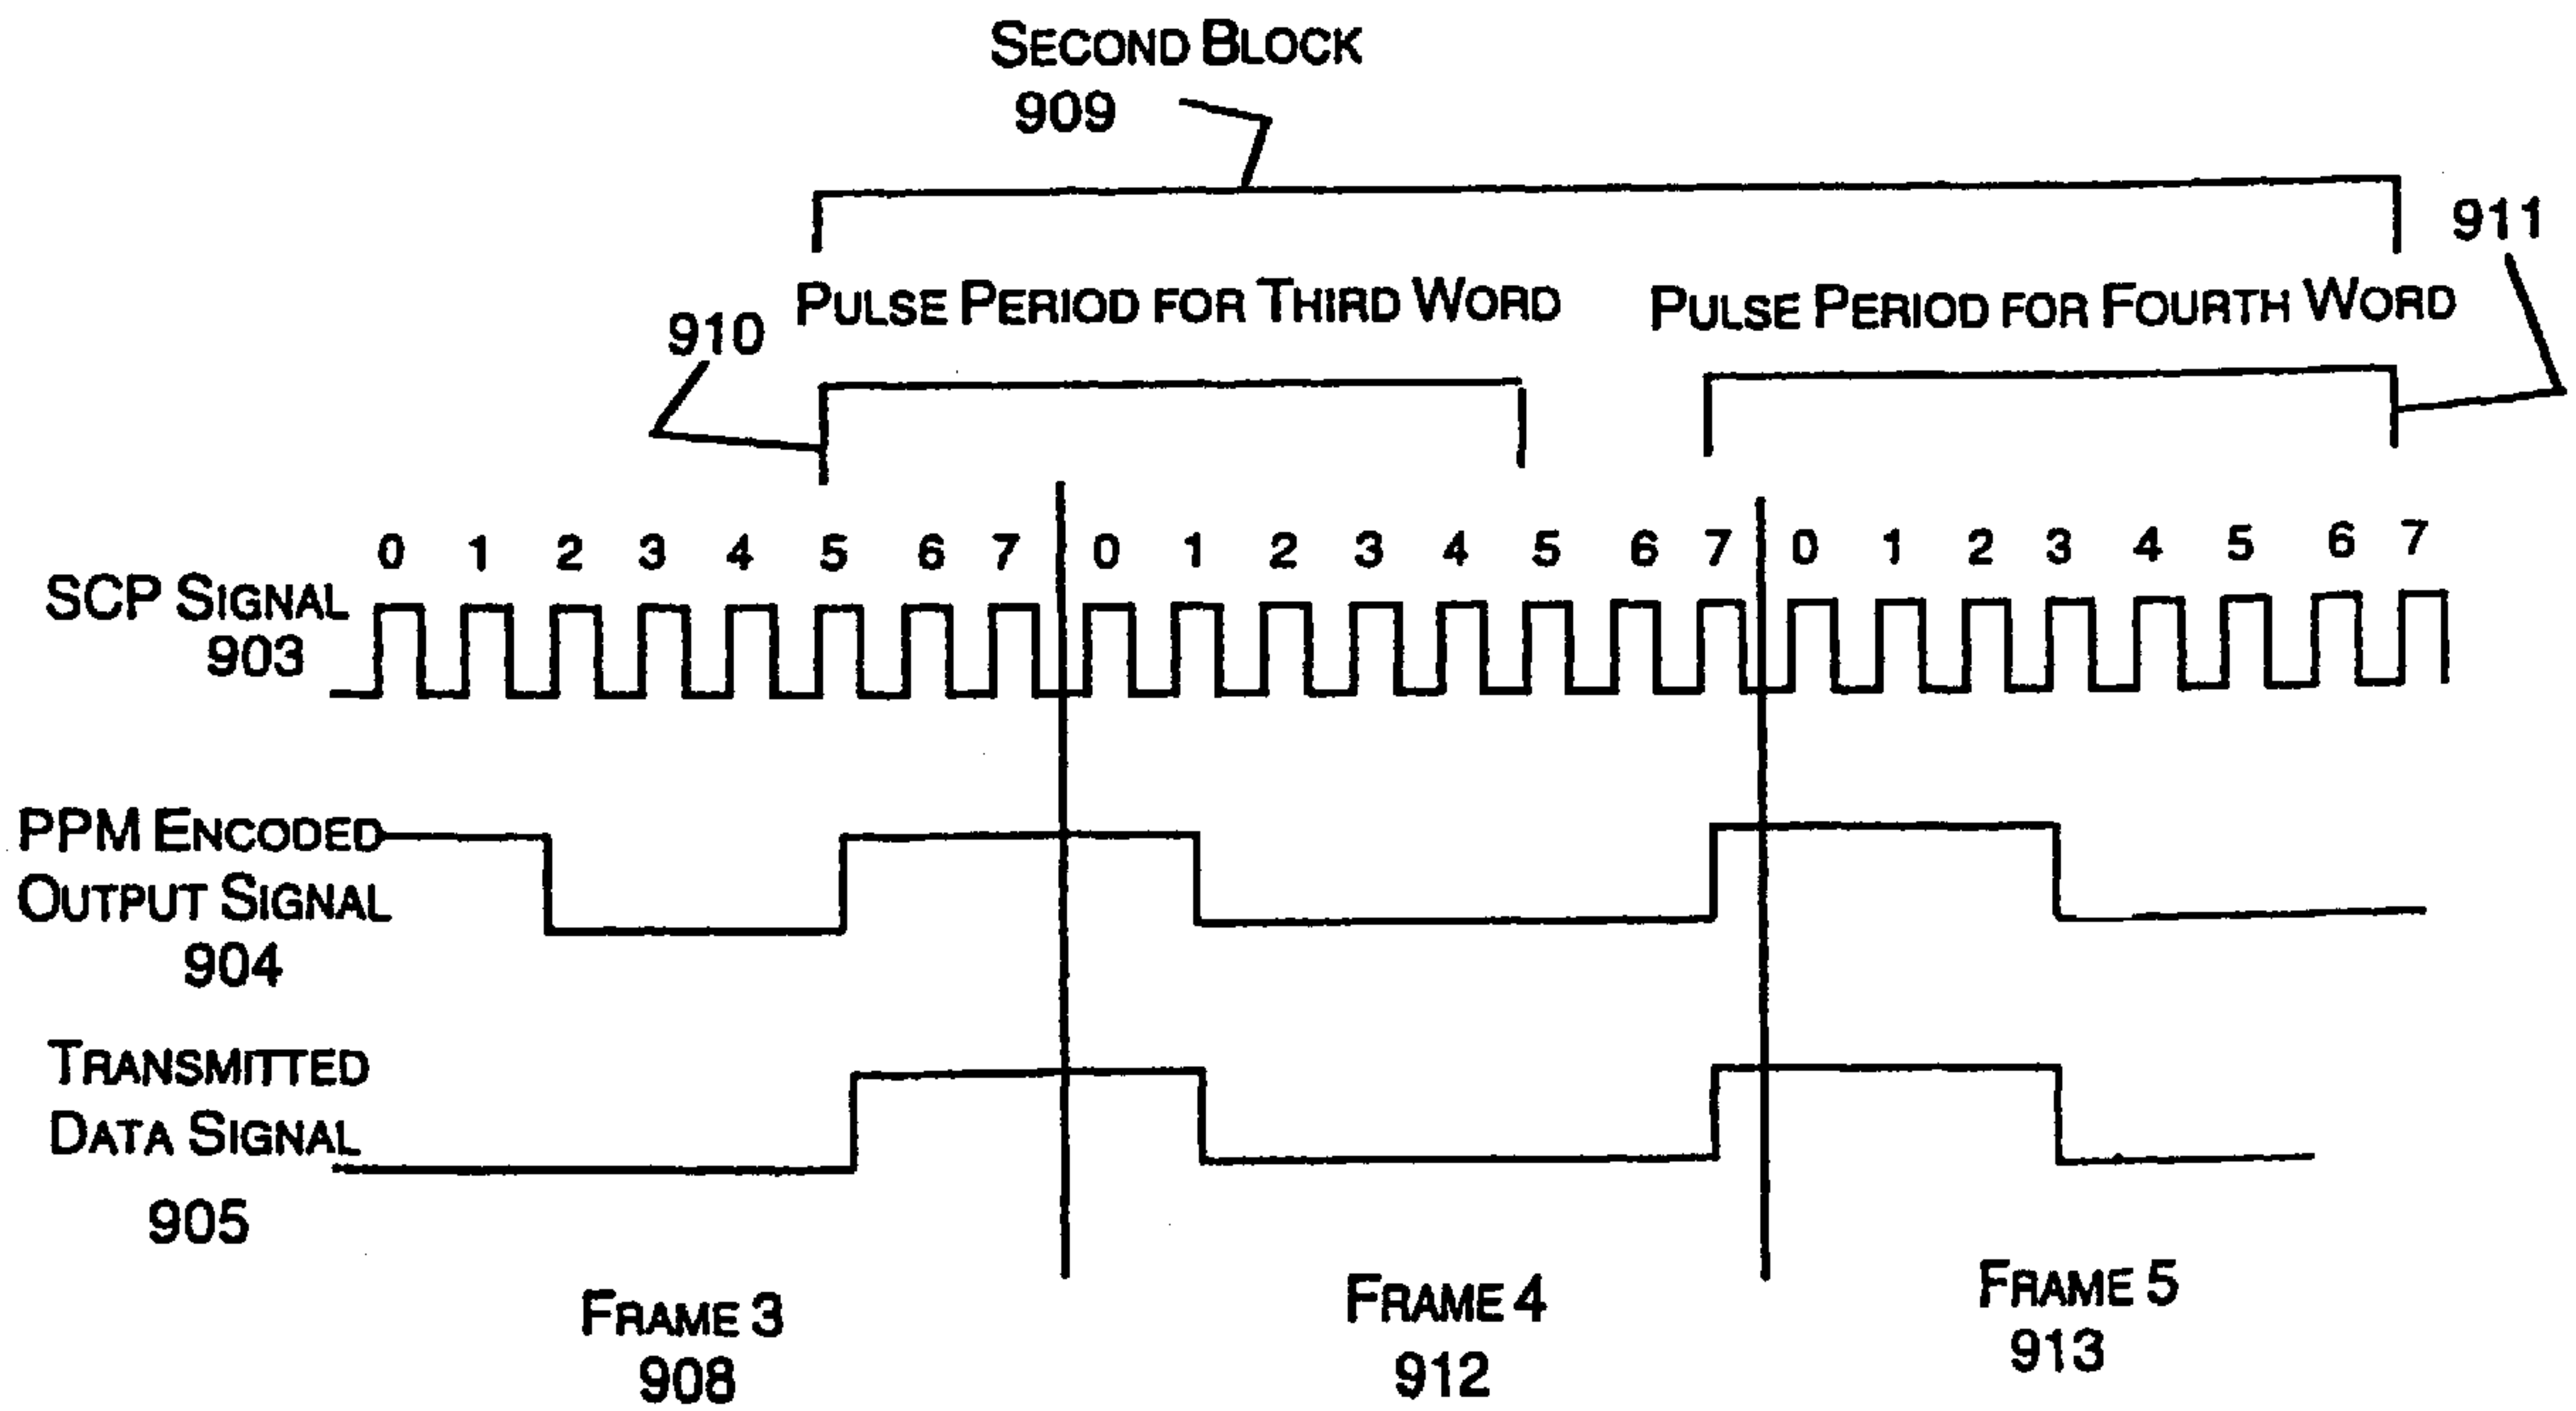 SECOND BLOCK
909
911
PULSE PERIOD FOR THIRD WORD
PULSE PERIOD FOR FOURTH WORD
910
0 1 2 3 4 5 6 7 0 1 2 3 4 5 6 7 0 1 2 3 4 5 6 7
SCP SIGNAL
903
PPM ENCODED
OUTPUT SIGNAL
904
TRANSMITTED
DATA SIGNAL
905
FRAME 3
908
FRAME 4
912
FRAME 5
913